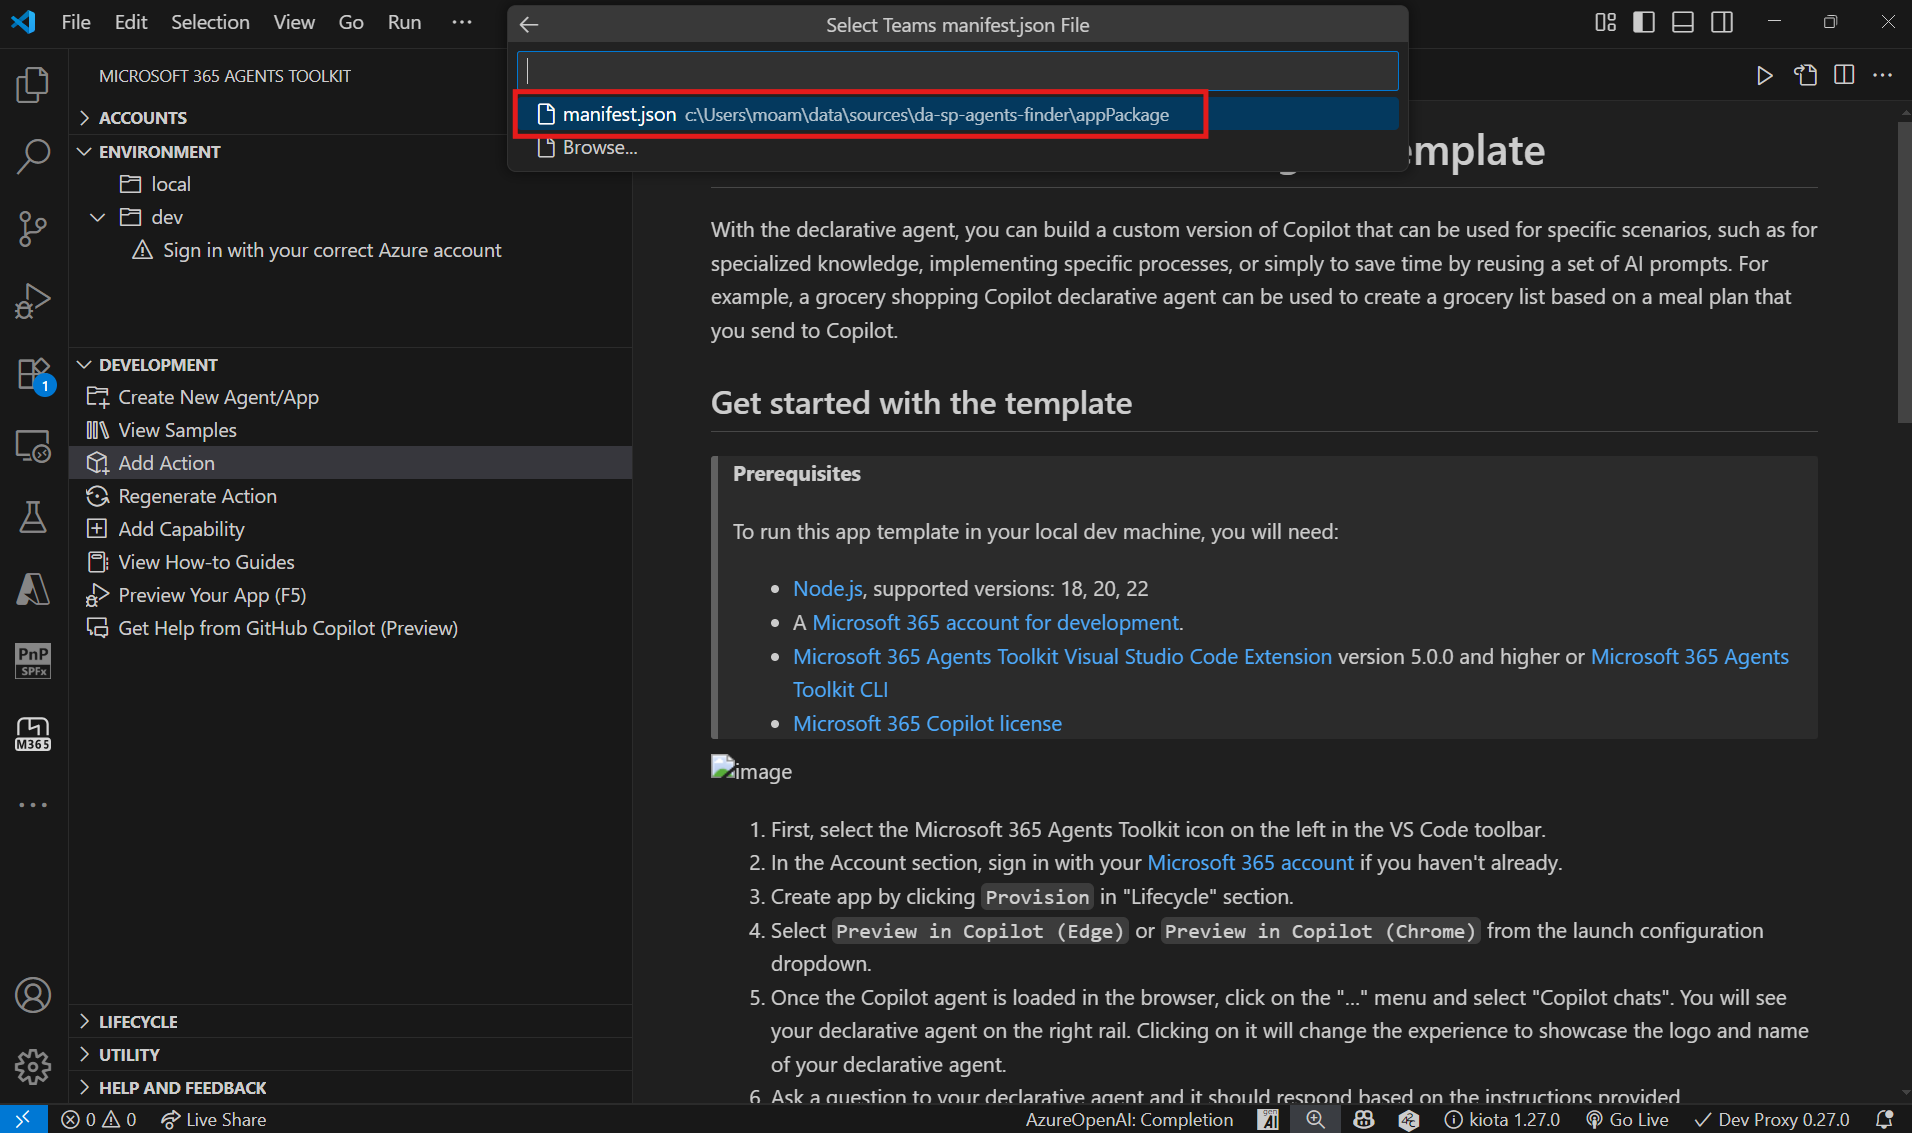 File Edit Selection View Go Run ···
Select Teams manifest.json File
manifest.json c:\Users\moam\data\sources\da-sp-agents-finder\appPackage
Browse...
MICROSOFT 365 AGENTS TOOLKIT
ACCOUNTS
ENVIRONMENT
local
dev
Sign in with your correct Azure account
DEVELOPMENT
Create New Agent/App
View Samples
Add Action
Regenerate Action
Add Capability
View How-to Guides
Preview Your App (F5)
Get Help from GitHub Copilot (Preview)
LIFECYCLE
UTILITY
HELP AND FEEDBACK
1
PnP
SPFx
M365
emplate
With the declarative agent, you can build a custom version of Copilot that can be used for specific scenarios, such as for
specialized knowledge, implementing specific processes, or simply to save time by reusing a set of AI prompts. For
example, a grocery shopping Copilot declarative agent can be used to create a grocery list based on a meal plan that
you send to Copilot.
Get started with the template
Prerequisites
To run this app template in your local dev machine, you will need:
• Node.js, supported versions: 18, 20, 22
• A Microsoft 365 account for development.
• Microsoft 365 Agents Toolkit Visual Studio Code Extension version 5.0.0 and higher or Microsoft 365 Agents
Toolkit CLI
• Microsoft 365 Copilot license
image
1. First, select the Microsoft 365 Agents Toolkit icon on the left in the VS Code toolbar.
2. In the Account section, sign in with your Microsoft 365 account if you haven't already.
3. Create app by clicking Provision in "Lifecycle" section.
4. Select Preview in Copilot (Edge) or Preview in Copilot (Chrome) from the launch configuration
dropdown.
5. Once the Copilot agent is loaded in the browser, click on the "..." menu and select "Copilot chats". You will see
your declarative agent on the right rail. Clicking on it will change the experience to showcase the logo and name
of your declarative agent.
6. Ask a question to your declarative agent and it should respond based on the instructions provided
0 0 Live Share AzureOpenAI: Completion kiota 1.27.0 Go Live Dev Proxy 0.27.0